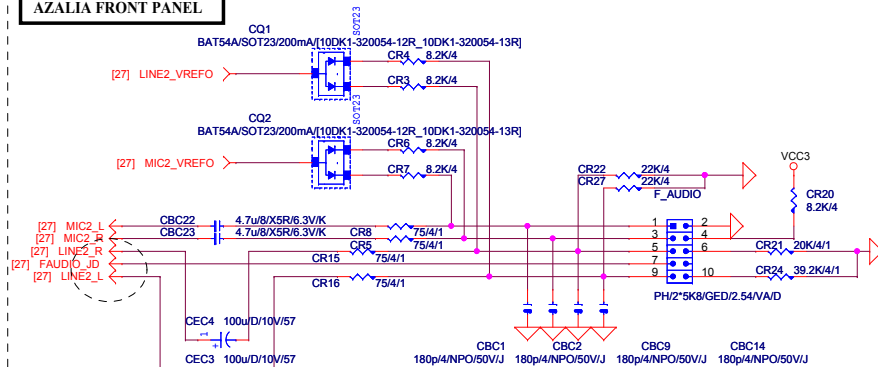 AZALIA FRONT PANEL
CQ1
BAT54A/SOT23/200mA/[10DK1-320054-12R_10DK1-320054-13R]
SOT23
CR4 8.2K/4
[27] LINE2_VREFO
CR3 8.2K/4
CQ2
SOT23
BAT54A/SOT23/200mA/[10DK1-320054-12R_10DK1-320054-13R]
CR6 8.2K/4
[27] MIC2_VREFO
CR7 8.2K/4
CR22 22K/4
CR27 22K/4
VCC3
F_AUDIO
CR20
8.2K/4
CBC22 4.7u/8/X5R/6.3V/K
[27] MIC2_L
1 2
CBC23 4.7u/8/X5R/6.3V/K CR8 75/4/1
[27] MIC2_R
3 4
75/4/1
[27] LINE2_R
CR5
5 6 CR21 20K/4/1
[27] FAUDIO_JD
CR15 75/4/1
7
[27] LINE2_L
CR16 75/4/1
9 10 CR24 39.2K/4/1
PH/2*5K8/GED/2.54/VA/D
CEC4 100u/D/10V/57
1
+
CEC3 100u/D/10V/57
CBC1 CBC2 CBC9 CBC14
180p/4/NPO/50V/J 180p/4/NPO/50V/J 180p/4/NPO/50V/J 180p/4/NPO/50V/J